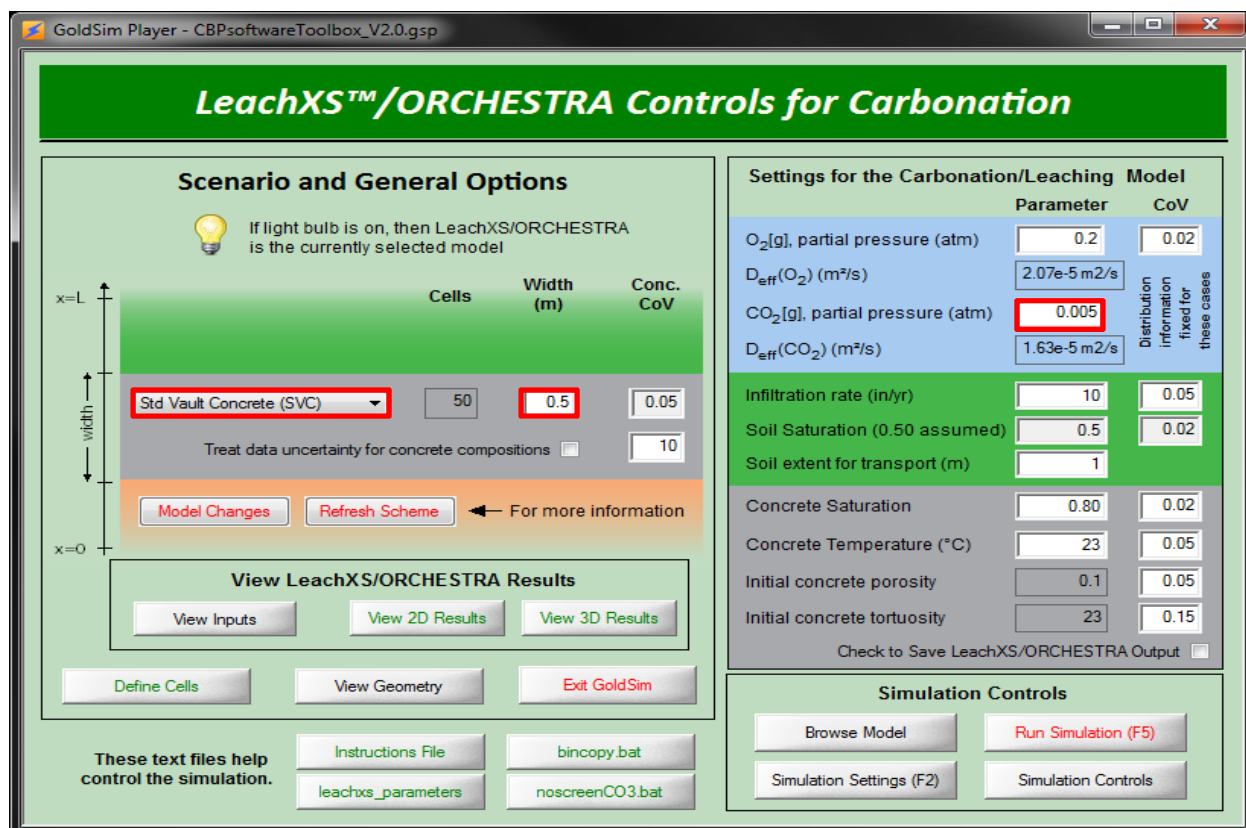 GoldSim Player - CBPsoftwareToolbox_V2.0.gsp
LeachXS™/ORCHESTRA Controls for Carbonation
Scenario and General Options
If light bulb is on, then LeachXS/ORCHESTRA
is the currently selected model
x=L
Cells
Width
(m)
Conc.
CoV
width
Std Vault Concrete (SVC)
50
0.5
0.05
Treat data uncertainty for concrete compositions
10
Model Changes
Refresh Scheme
For more information
x=0
View LeachXS/ORCHESTRA Results
View Inputs
View 2D Results
View 3D Results
Define Cells
View Geometry
Exit GoldSim
These text files help
control the simulation.
Instructions File
bincopy.bat
leachxs_parameters
noscreenCO3.bat
Settings for the Carbonation/Leaching Model
Parameter CoV
O₂[g], partial pressure (atm) 0.2 0.02
D_eff(O₂) (m²/s) 2.07e-5 m2/s
CO₂[g], partial pressure (atm) 0.005
D_eff(CO₂) (m²/s) 1.63e-5 m2/s
Distribution
information
fixed for
these cases
Infiltration rate (in/yr) 10 0.05
Soil Saturation (0.50 assumed) 0.5 0.02
Soil extent for transport (m) 1
Concrete Saturation 0.80 0.02
Concrete Temperature (°C) 23 0.05
Initial concrete porosity 0.1 0.05
Initial concrete tortuosity 23 0.15
Check to Save LeachXS/ORCHESTRA Output
Simulation Controls
Browse Model
Run Simulation (F5)
Simulation Settings (F2)
Simulation Controls